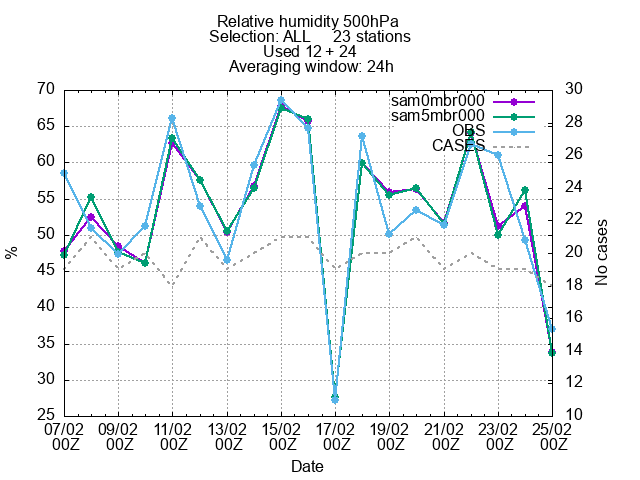 Relative humidity 500hPa
Selection: ALL 23 stations
Used 12 + 24
Averaging window: 24h
sam0mbr000
sam5mbr000
OBS
CASES
70
65
60
55
50
45
40
35
30
25
30
28
26
24
22
20
18
16
14
12
10
%
No cases
07/02 09/02 11/02 13/02 15/02 17/02 19/02 21/02 23/02 25/02
00Z 00Z 00Z 00Z 00Z 00Z 00Z 00Z 00Z 00Z
Date